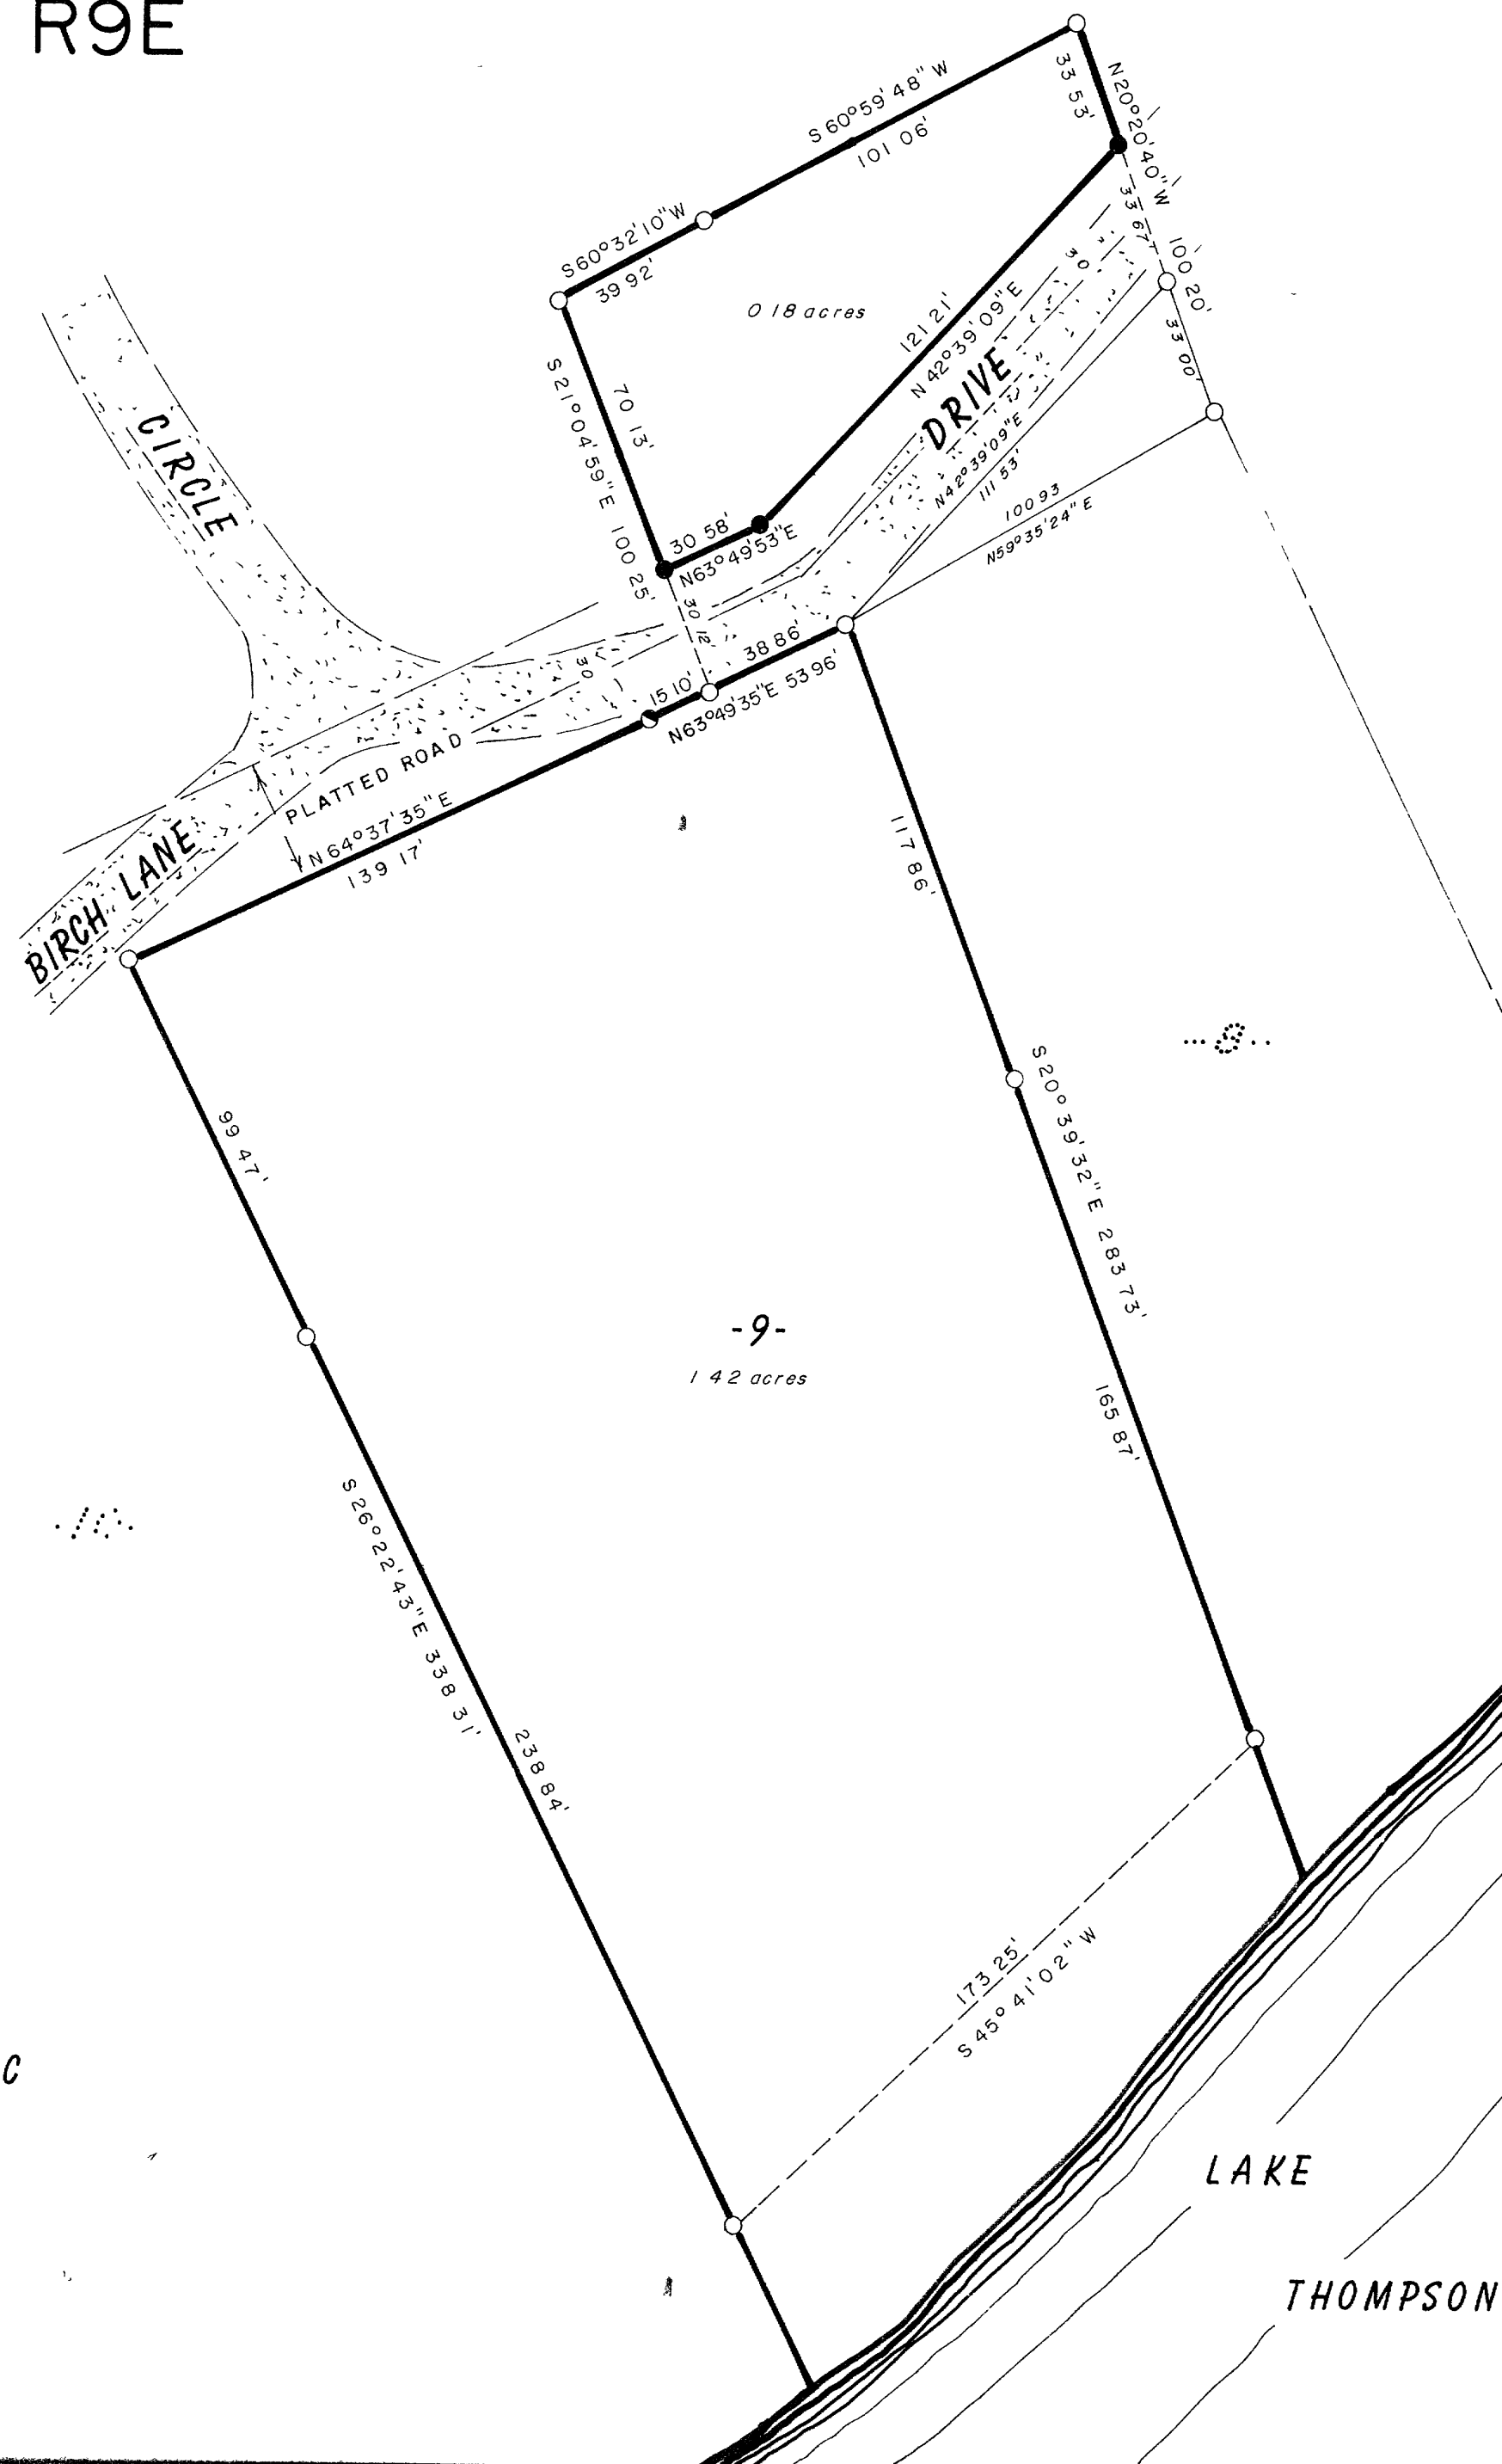 R9E
S 60°59'48" W
101 06'
33 53'
N20°20'40"W
100 20'
33 67'
33 00'
S60°32'10"W
39 92'
0 18 acres
121 21'
N 42°39'09"E
30
DRIVE
N42°39'09"E
111 53'
100 93
N59°35'24" E
70 13'
S 21°04'59"E 100 25'
30 58'
N63°49'53"E
30 12'
CIRCLE
30
38 86'
15 10'
N63°49'35"E 53 96'
PLATTED ROAD
N 64°37'35" E
139 17'
BIRCH LANE
117 86'
99 47'
S 20°39'32"E 283 73'
-8-
-9-
1 42 acres
165 87'
S 26°22'43"E 338 31'
238 84'
173 25'
S 45°41'02" W
C
LAKE
THOMPSON